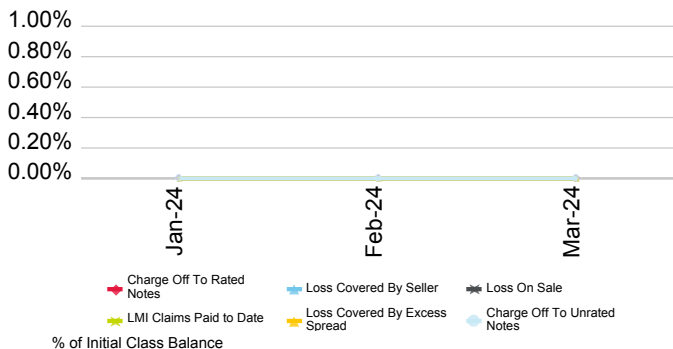 1.00%
0.80%
0.60%
0.40%
0.20%
0.00%
Jan-24
Feb-24
Mar-24
Charge Off To Rated
Notes
Loss Covered By Seller
Loss On Sale
LMI Claims Paid to Date
Loss Covered By Excess
Spread
Charge Off To Unrated
Notes
% of Initial Class Balance